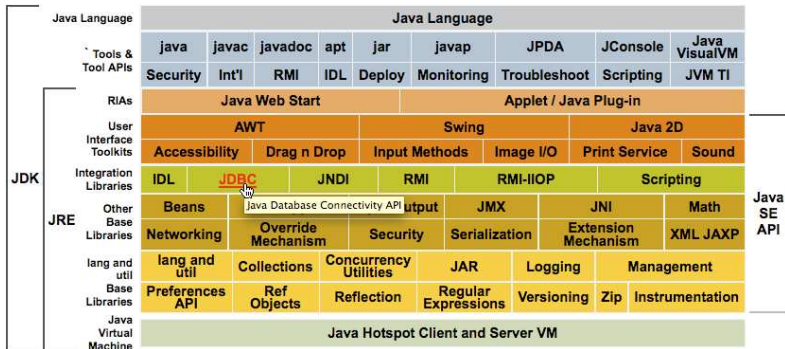 Java Language Java Language
` Tools & Tool APIs
java javac javadoc apt jar javap JPDA JConsole Java VisualVM
Security Int'l RMI IDL Deploy Monitoring Troubleshoot Scripting JVM TI
RIAs Java Web Start Applet / Java Plug-in
User Interface Toolkits
AWT Swing Java 2D
Accessibility Drag n Drop Input Methods Image I/O Print Service Sound
JDK
Integration Libraries
IDL JDBC JNDI RMI RMI-IIOP Scripting
Java Database Connectivity API
JRE
Java SE API
Other Base Libraries
Beans JMX JNI Math
Networking Override Mechanism Security Serialization Extension Mechanism XML JAXP
lang and util Base Libraries
lang and util Collections Concurrency Utilities JAR Logging Management
Preferences API Ref Objects Reflection Regular Expressions Versioning Zip Instrumentation
Java Virtual Machine
Java Hotspot Client and Server VM